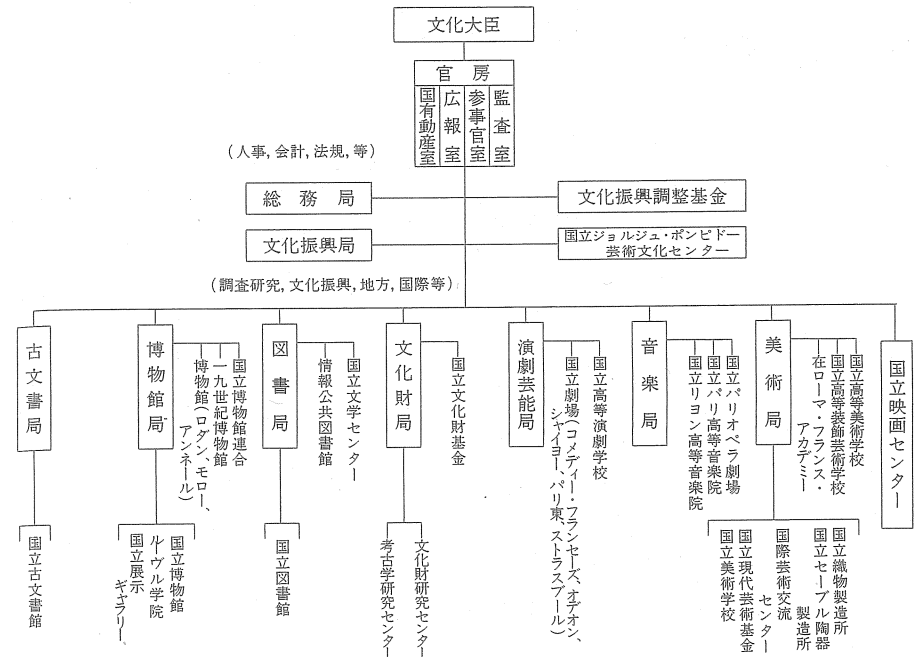 文化大臣
官房
監査室
参事官室
広報室
国有動産室
(人事,会計,法規,等)
総務局
文化振興調整基金
文化振興局
国立ジョルジュ・ポンピドー
芸術文化センター
(調査研究,文化振興,地方,国際等)
古文書局
国立古文書館
博物館局
国立博物館連合
一九世紀博物館
博物館(ロダン、モロー、
アンネール)
国立博物館
ルーヴル学院
国立展示
ギャラリー、
図書局
国立文学センター
情報公共図書館
国立図書館
文化財局
国立文化財基金
文化財研究センター
考古学研究センター
演劇芸能局
国立高等演劇学校
国立劇場(コメディー・フランセーズ、オデオン、
シャイヨー、パリ東、ストラスブール)
音楽局
国立パリオペラ劇場
国立パリ高等音楽院
国立リヨン高等音楽院
美術局
国立高等美術学校
国立高等装飾芸術学校
在ローマ・フランス・
アカデミー
国立織物製造所
国立セーブル陶器
製造所
国際芸術交流
センター
国立現代芸術基金
国立美術学校
国立映画センター